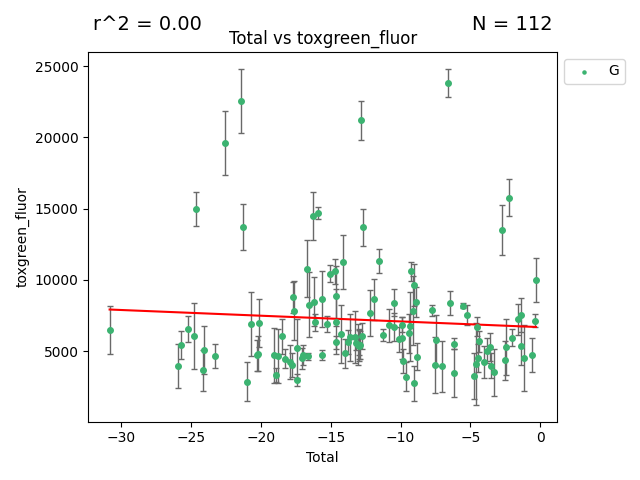 r^2 = 0.00
N = 112
Total vs toxgreen_fluor
G
25000
20000
15000
10000
5000
toxgreen_fluor
−30
−25
−20
−15
−10
−5
0
Total